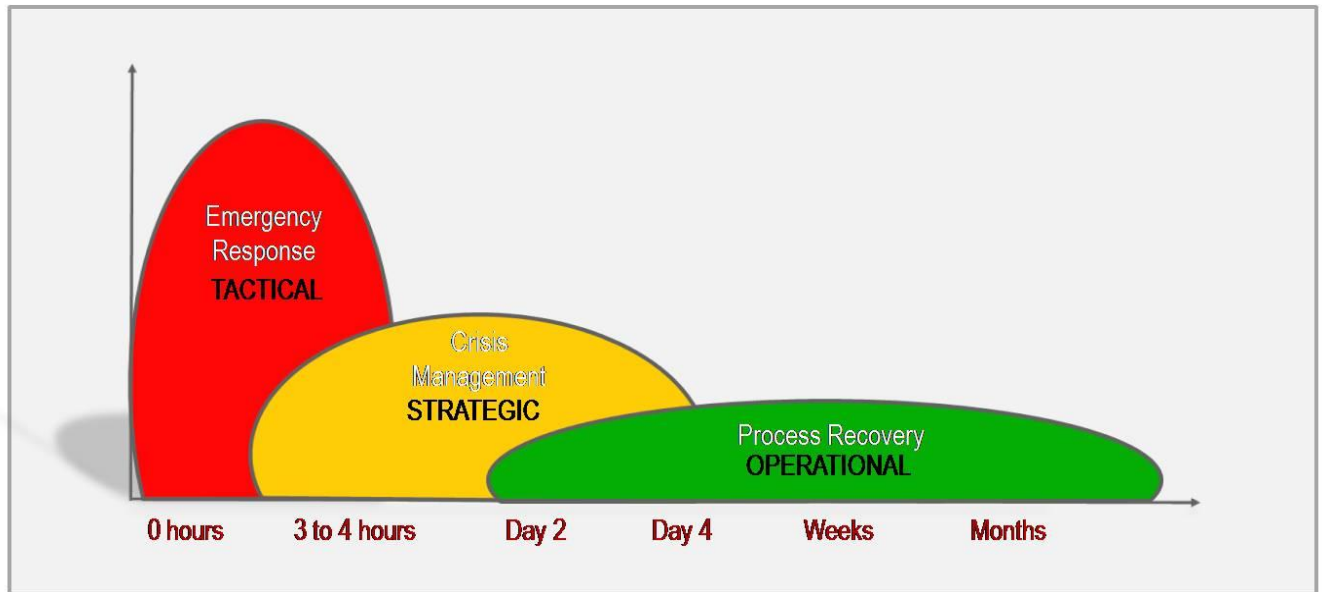 Emergency
Response
TACTICAL
Crisis
Management
STRATEGIC
Process Recovery
OPERATIONAL
0 hours 3 to 4 hours Day 2 Day 4 Weeks Months